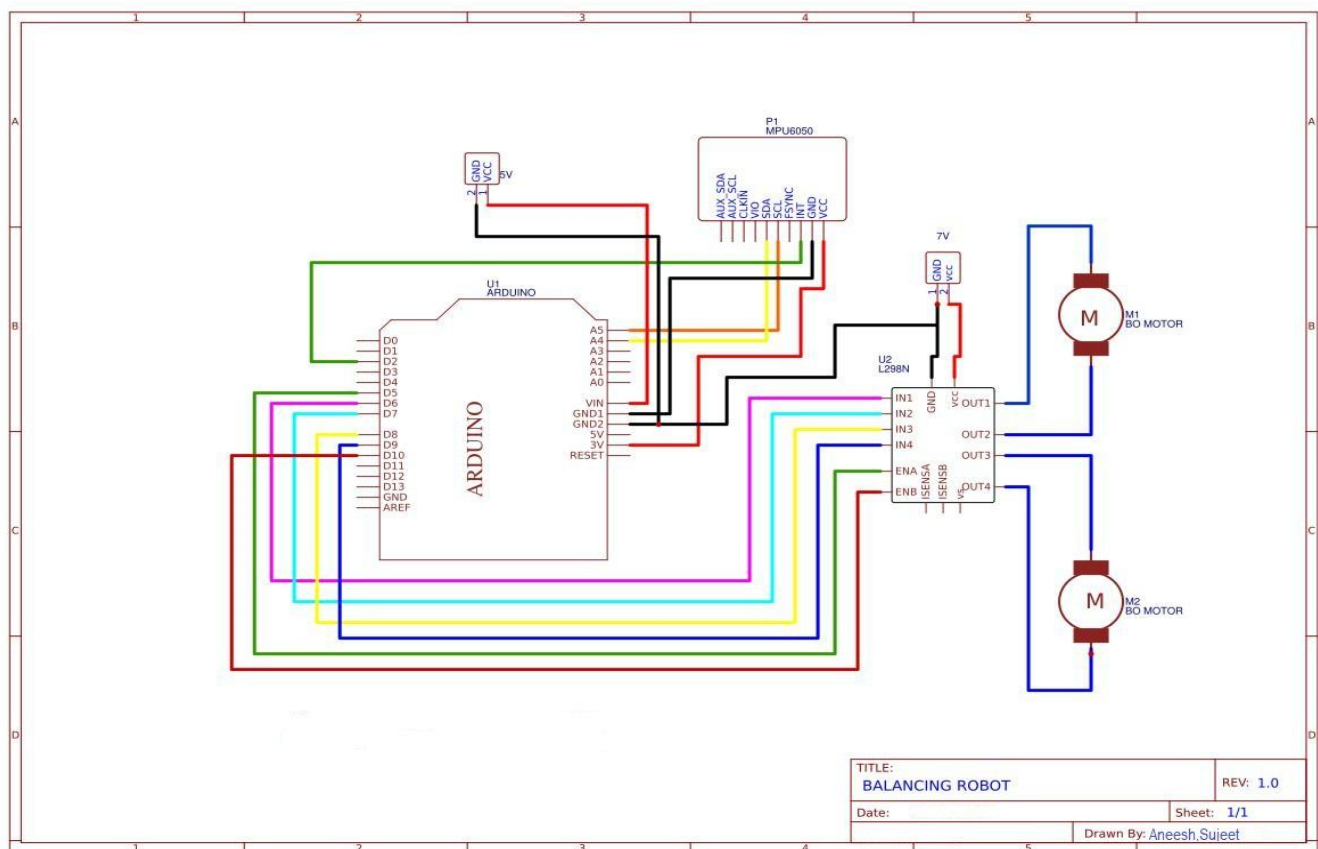 1 2 3 4 5
A
A
P1
MPU6050
GND
VCC
5V
2
1
AUX_SDA
AUX_SCL
CLKIN
VIO
SDA
SCL
FSYNC
INT
GND
VCC
7V
GND
vcc
1
2
U1
ARDUINO
B
B
M
M1
BO MOTOR
D0
D1
D2
D3
D4
D5
D6
D7
D8
D9
D10
D11
D12
D13
GND
AREF
ARDUINO
A5
A4
A3
A2
A1
A0
VIN
GND1
GND2
5V
3V
RESET
U2
L298N
IN1
IN2
IN3
IN4
ENA
ENB
GND
vcc
OUT1
OUT2
OUT3
OUT4
ISENSA
ISENSB
vs
C
C
M
M2
BO MOTOR
D
D
TITLE:
BALANCING ROBOT
REV: 1.0
Date:
Sheet: 1/1
Drawn By: Aneesh,Sujeet
1 2 3 4 5